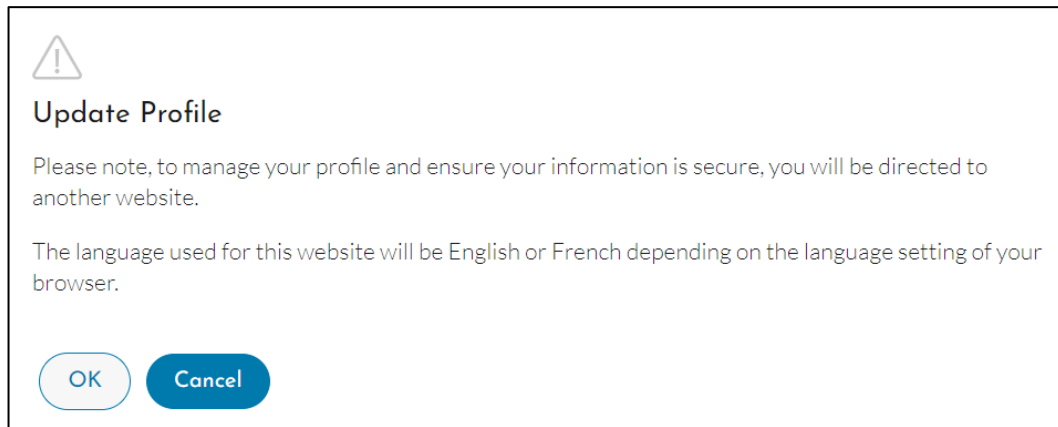 Update Profile
Please note, to manage your profile and ensure your information is secure, you will be directed to
another website.
The language used for this website will be English or French depending on the language setting of your
browser.
OK
Cancel